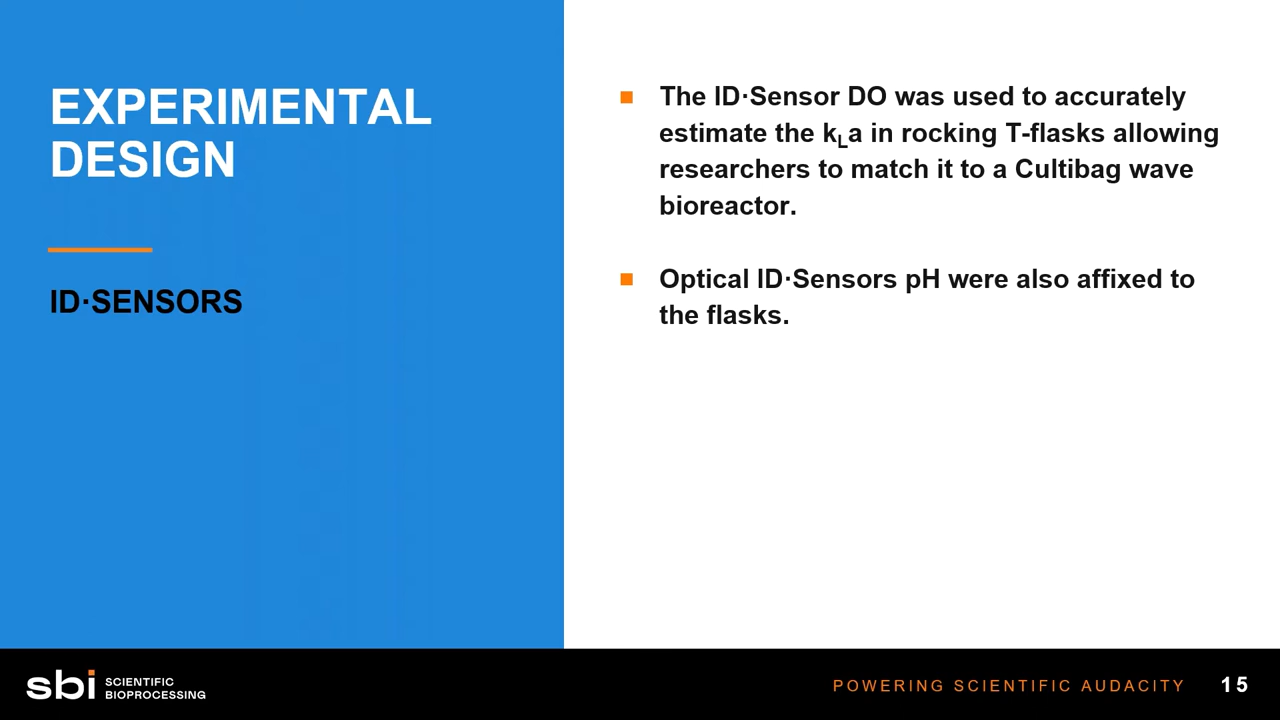 EXPERIMENTAL
DESIGN
ID·SENSORS
The ID·Sensor DO was used to accurately
estimate the kLa in rocking T-flasks allowing
researchers to match it to a Cultibag wave
bioreactor.
Optical ID·Sensors pH were also affixed to
the flasks.
sbi SCIENTIFIC
BIOPROCESSING
POWERING SCIENTIFIC AUDACITY 15